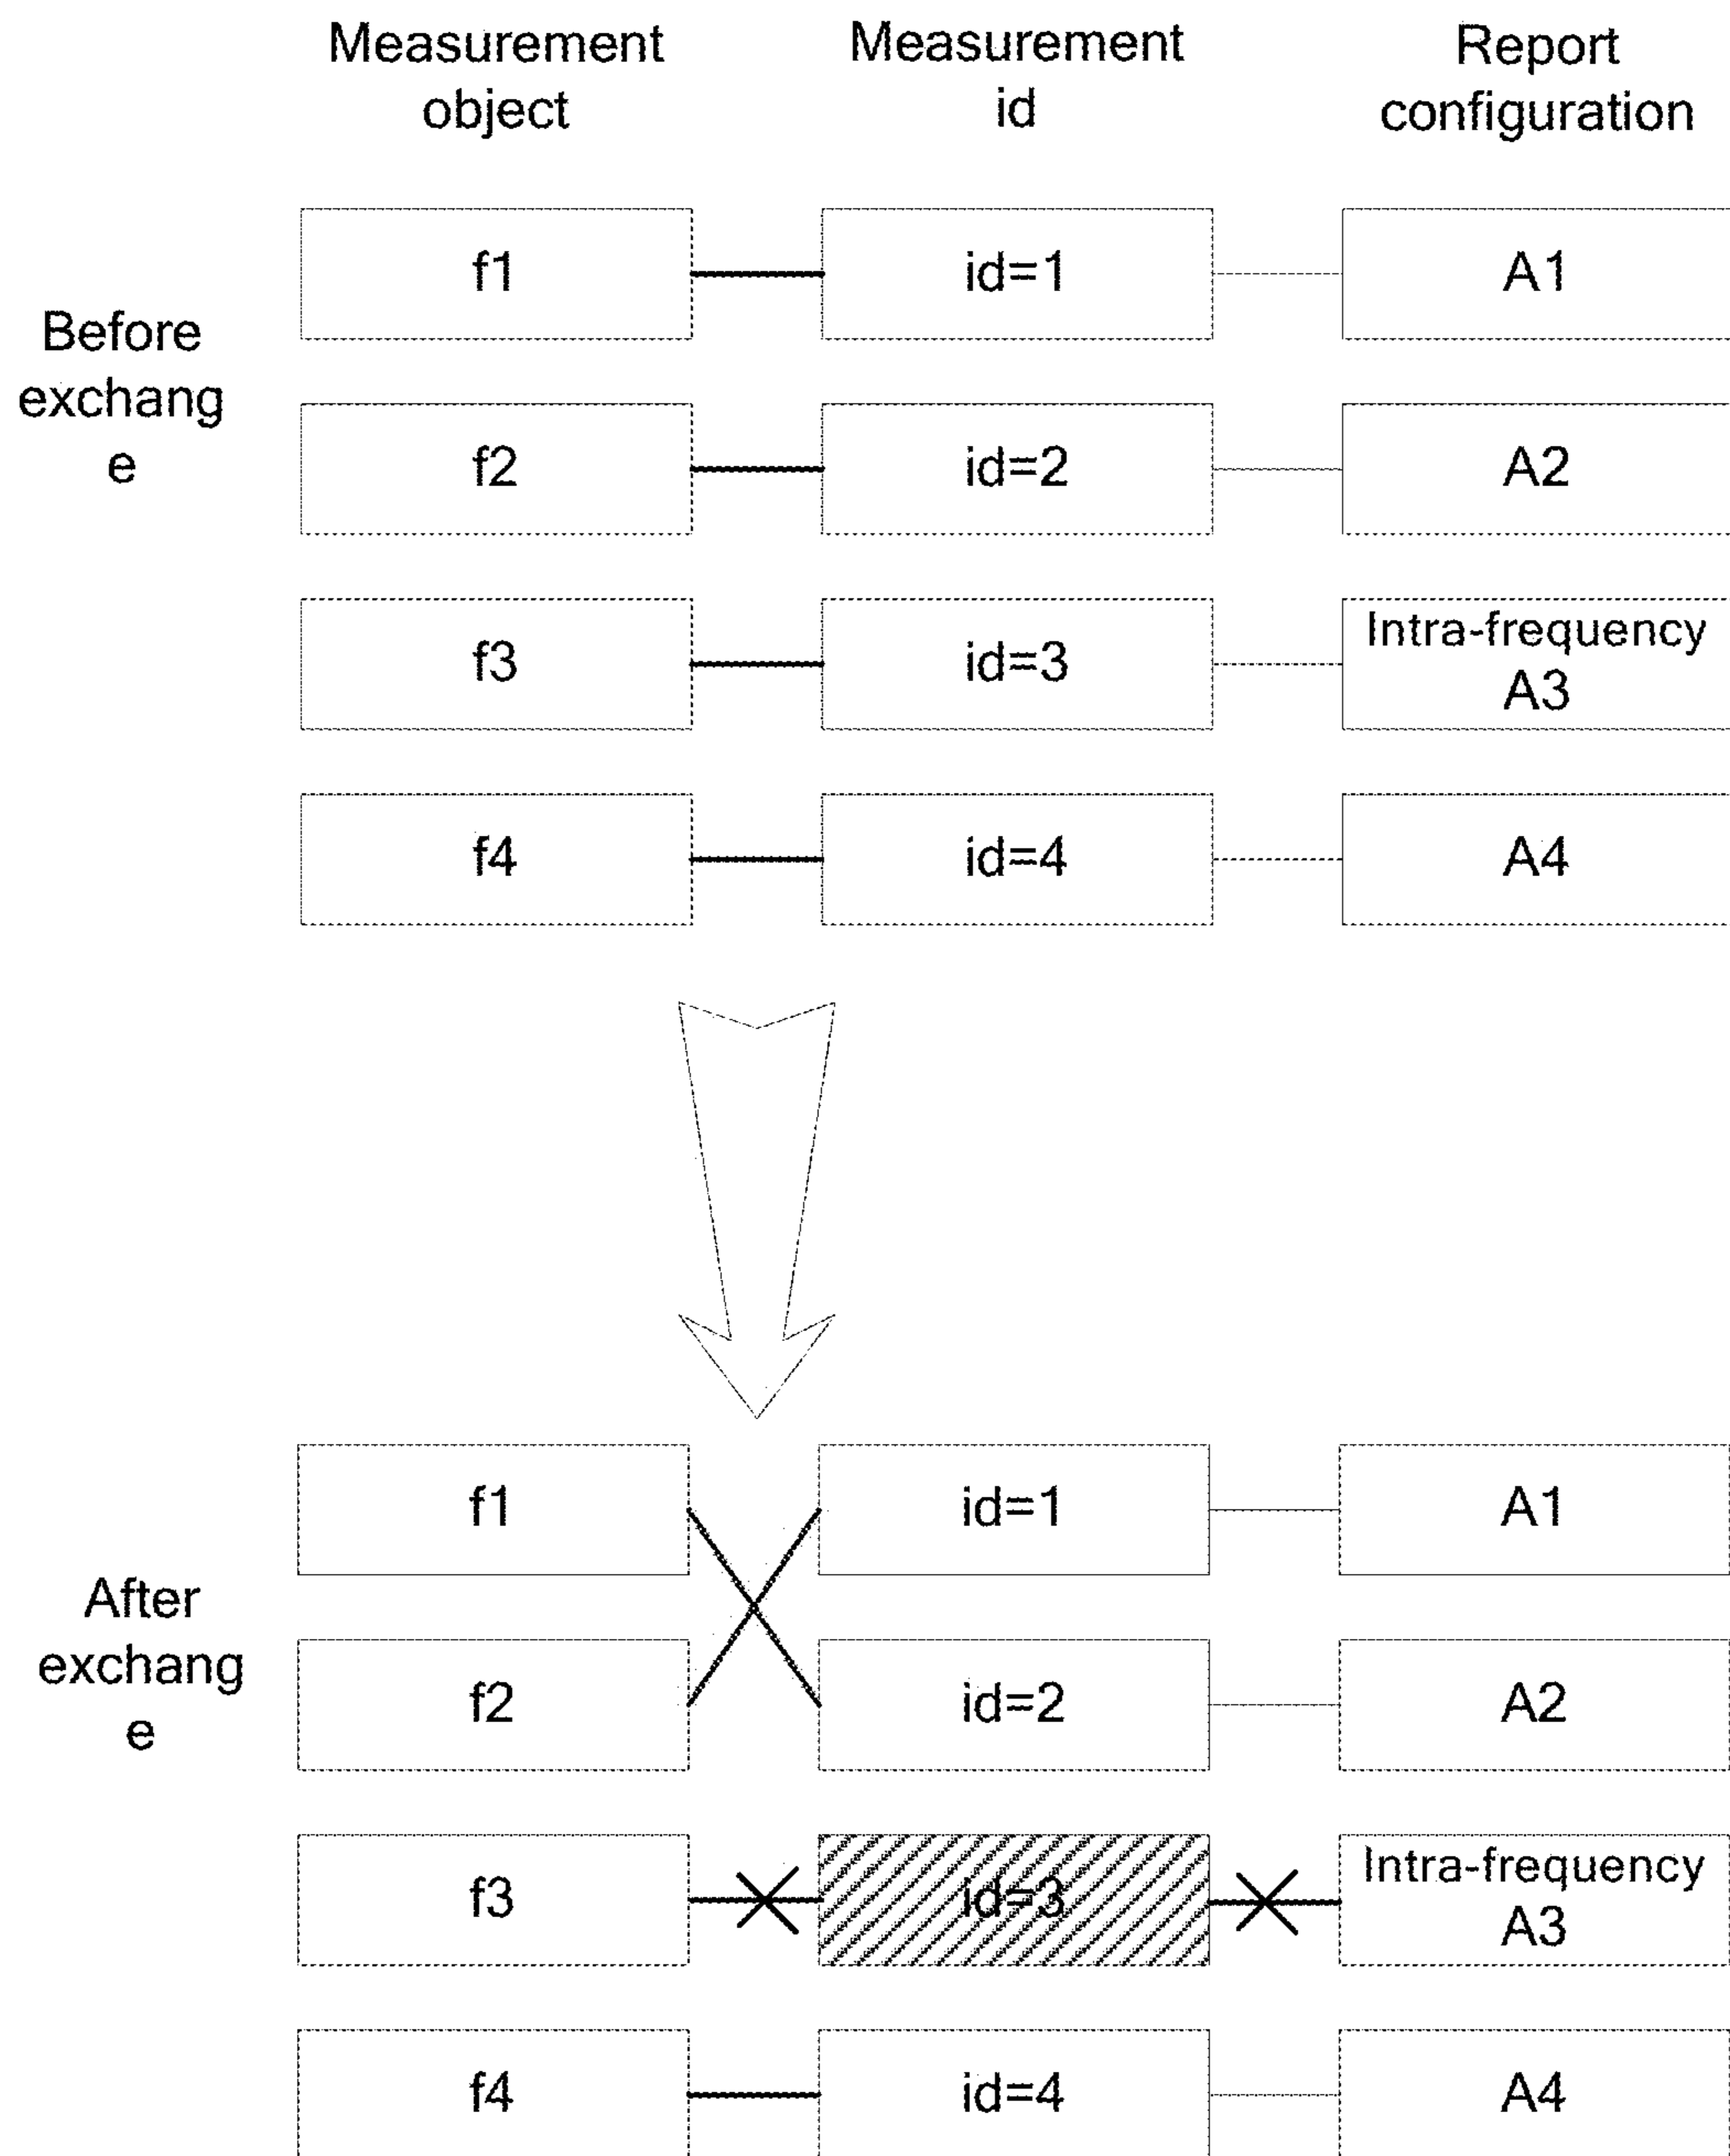 Measurement
object
Measurement
id
Report
configuration
Before
exchang
e
f1
id=1
A1
f2
id=2
A2
f3
id=3
Intra-frequency
A3
f4
id=4
A4
After
exchang
e
f1
id=1
A1
f2
id=2
A2
f3
id=3
Intra-frequency
A3
f4
id=4
A4